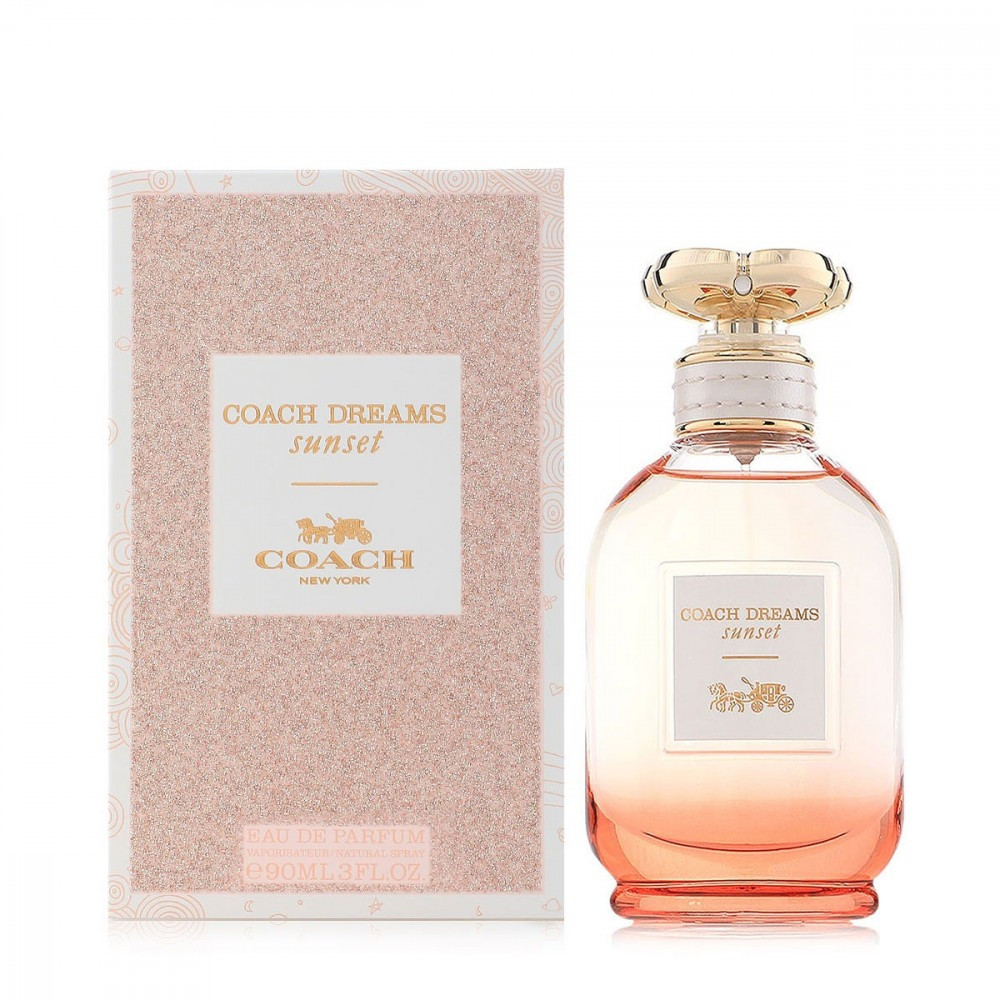 COACH DREAMS
sunset
COACH
NEW YORK
EAU DE PARFUM
VAPORISATEUR/NATURAL SPRAY
℮90ML 3FL.OZ.
COACH DREAMS
sunset